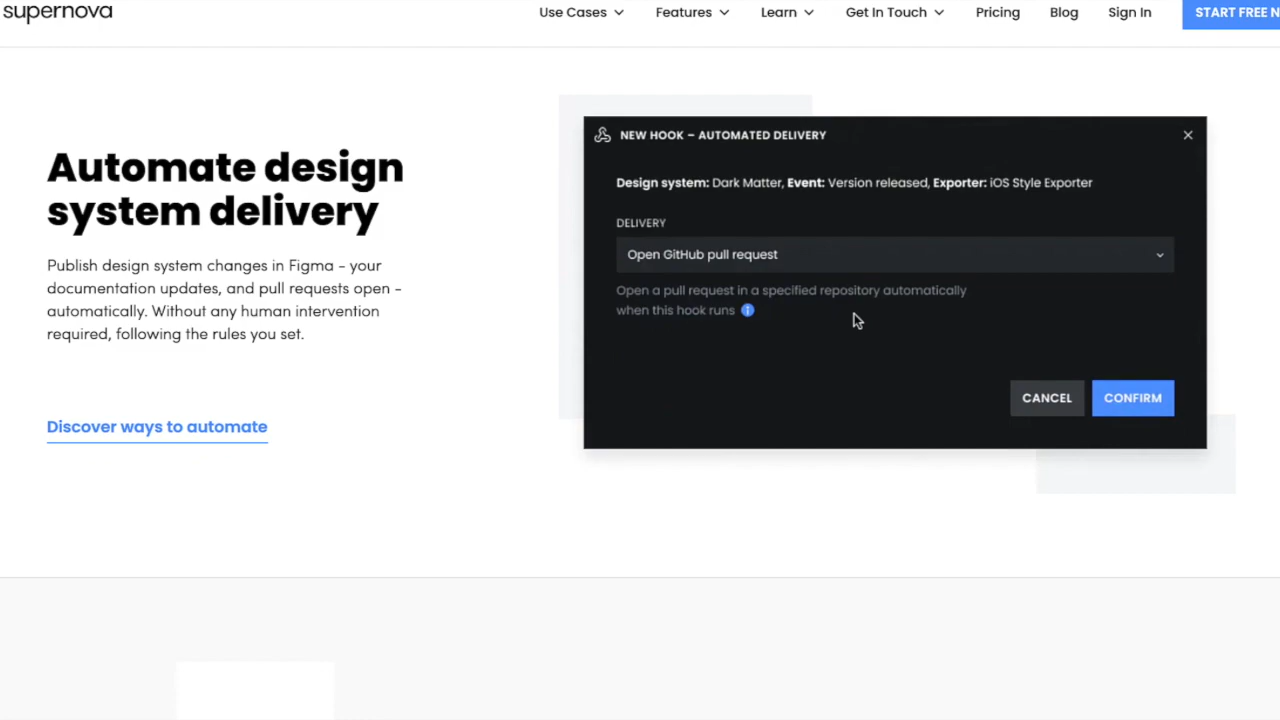 supernova
Use Cases
Features
Learn
Get In Touch
Pricing
Blog
Sign In
START FREE N
Automate design
system delivery
Publish design system changes in Figma - your
documentation updates, and pull requests open -
automatically. Without any human intervention
required, following the rules you set.
Discover ways to automate
NEW HOOK – AUTOMATED DELIVERY
Design system: Dark Matter, Event: Version released, Exporter: iOS Style Exporter
DELIVERY
Open GitHub pull request
Open a pull request in a specified repository automatically
when this hook runs
CANCEL
CONFIRM